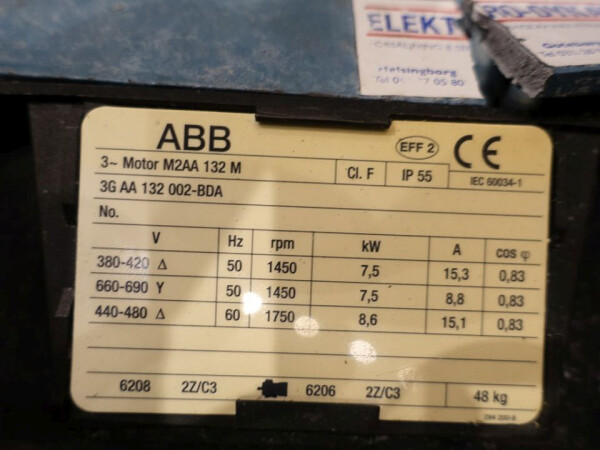 ELEKT
Helsingborg
ABB
EFF 2
CE
3~ Motor M2AA 132 M
Cl. F
IP 55
IEC 60034-1
3G AA 132 002-BDA
No.
V Hz rpm kW A cos φ
380-420 Δ 50 1450 7,5 15,3 0,83
660-690 Y 50 1450 7,5 8,8 0,83
440-480 Δ 60 1750 8,6 15,1 0,83
6208 2Z/C3 6206 2Z/C3 48 kg